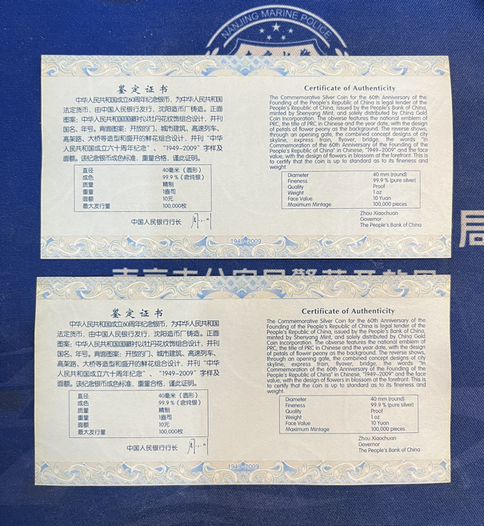 NANJING MARINE POLICE
鉴定证书
中华人民共和国成立60周年纪念银币,为中华人民共和国
法定货币,由中国人民银行发行,沈阳造币厂铸造。正面
图案:中华人民共和国国徽衬以牡丹花纹饰组合设计,并刊
国名、年号。背面图案:开放的门、城市建筑、高速列车、
高架路、大桥等造型和盛开的鲜花组合设计,并刊“中华
人民共和国成立六十周年纪念”、“1949-2009”字样及
面额。该纪念银币成色标准、重量合格、谨此证明。
直径 40毫米(圆形)
成色 99.9%(含纯银)
质量 精制
重量 1盎司
面额 10元
最大发行量 100,000枚
中国人民银行行长
Certificate of Authenticity
The Commemorative Silver Coin for the 60th Anniversary of the
Founding of the People's Republic of China is legal tender of the
People's Republic of China, issued by the People's Bank of China,
minted by Shenyang Mint, and solely distributed by China Gold
Coin Incorporation. The obverse features the national emblem of
PRC, the title of PRC in Chinese and the year date, with the design
of petals of flower peony as the background. The reverse shows,
through an opening gate, the combined concept designs of city
skyline, express train, flyover, bridge. The words "In
Commemoration of the 60th Anniversary of the Founding of the
People's Republic of China" in Chinese, "1949-2009" and the face
value, with the design of flowers in blossom at the forefront. This is
to certify that the coin is up to standard as to its fineness and
weight.
Diameter 40 mm (round)
Fineness 99.9 % (pure silver)
Quality Proof
Weight 1 oz
Face Value 10 Yuan
Maximum Mintage 100,000 pieces
Zhou Xiaochuan
Governor
The People's Bank of China
1949-2009
局
鉴定证书
中华人民共和国成立60周年纪念银币,为中华人民共和国
法定货币,由中国人民银行发行,沈阳造币厂铸造。正面
图案:中华人民共和国国徽衬以牡丹花纹饰组合设计,并刊
国名、年号。背面图案:开放的门、城市建筑、高速列车、
高架路、大桥等造型和盛开的鲜花组合设计,并刊“中华
人民共和国成立六十周年纪念”、“1949-2009”字样及
面额。该纪念银币成色标准、重量合格、谨此证明。
直径 40毫米(圆形)
成色 99.9%(含纯银)
质量 精制
重量 1盎司
面额 10元
最大发行量 100,000枚
中国人民银行行长
Certificate of Authenticity
The Commemorative Silver Coin for the 60th Anniversary of the
Founding of the People's Republic of China is legal tender of the
People's Republic of China, issued by the People's Bank of China,
minted by Shenyang Mint, and solely distributed by China Gold
Coin Incorporation. The obverse features the national emblem of
PRC, the title of PRC in Chinese and the year date, with the design
of petals of flower peony as the background. The reverse shows,
through an opening gate, the combined concept designs of city
skyline, express train, flyover, bridge. The words "In
Commemoration of the 60th Anniversary of the Founding of the
People's Republic of China" in Chinese, "1949-2009" and the face
value, with the design of flowers in blossom at the forefront. This is
to certify that the coin is up to standard as to its fineness and
weight.
Diameter 40 mm (round)
Fineness 99.9 % (pure silver)
Quality Proof
Weight 1 oz
Face Value 10 Yuan
Maximum Mintage 100,000 pieces
Zhou Xiaochuan
Governor
The People's Bank of China
1949-2009